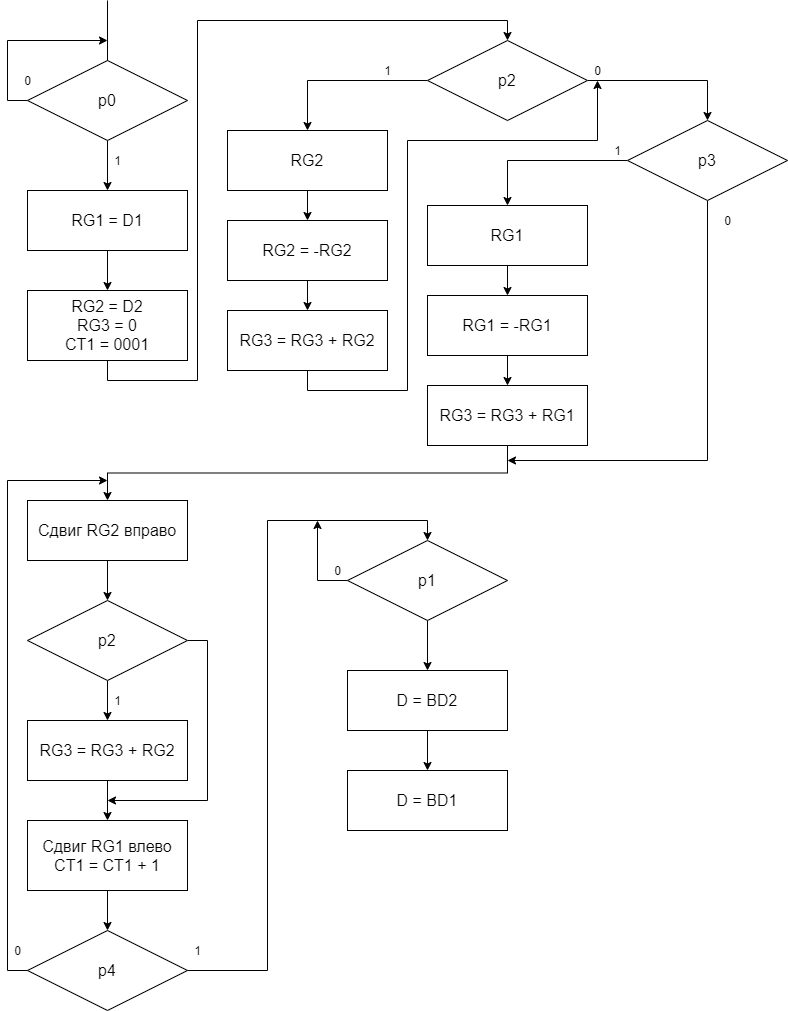 p0
0
1
RG1 = D1
RG2 = D2
RG3 = 0
CT1 = 0001
p2
1
0
RG2
RG2 = -RG2
RG3 = RG3 + RG2
p3
1
0
RG1
RG1 = -RG1
RG3 = RG3 + RG1
Сдвиг RG2 вправо
p2
1
RG3 = RG3 + RG2
Сдвиг RG1 влево
CT1 = CT1 + 1
p4
0
1
p1
0
D = BD2
D = BD1